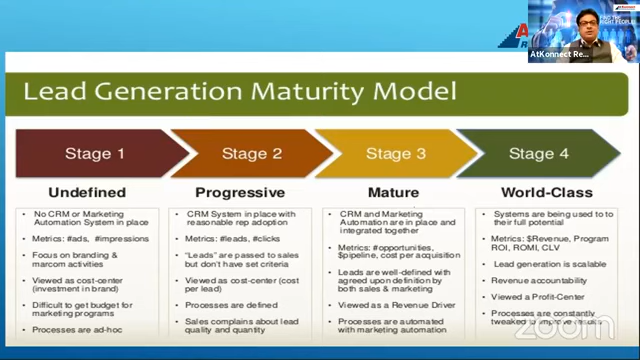 THE
RIGHT PEOPLE
AtKonnect Re...
Lead Generation Maturity Model
Stage 1
Stage 2
Stage 3
Stage 4
Undefined
• No CRM or Marketing
Automation System in place
• Metrics: #ads, #impressions
• Focus on branding &
marcom activities
• Viewed as cost-center
(investment in brand)
• Difficult to get budget for
marketing programs
• Processes are ad-hoc
Progressive
• CRM System in place with
reasonable rep adoption
• Metrics: #leads, #clicks
• "Leads" are passed to sales
but don't have set criteria
• Viewed as cost-center (cost
per lead)
• Processes are defined
• Sales complains about lead
quality and quantity
Mature
• CRM and Marketing
Automation are in place and
integrated together
• Metrics: #opportunities,
$pipeline, cost per acquisition
• Leads are well-defined with
agreed upon definition by
both sales & marketing
• Viewed as a Revenue Driver
• Processes are automated
with marketing automation
World-Class
• Systems are being used to to
their full potential
• Metrics: $Revenue, Program
ROI, ROMI, CLV
• Lead generation is scalable
• Revenue accountability
• Viewed a Profit-Center
• Processes are constantly
tweaked to improve results
zoom